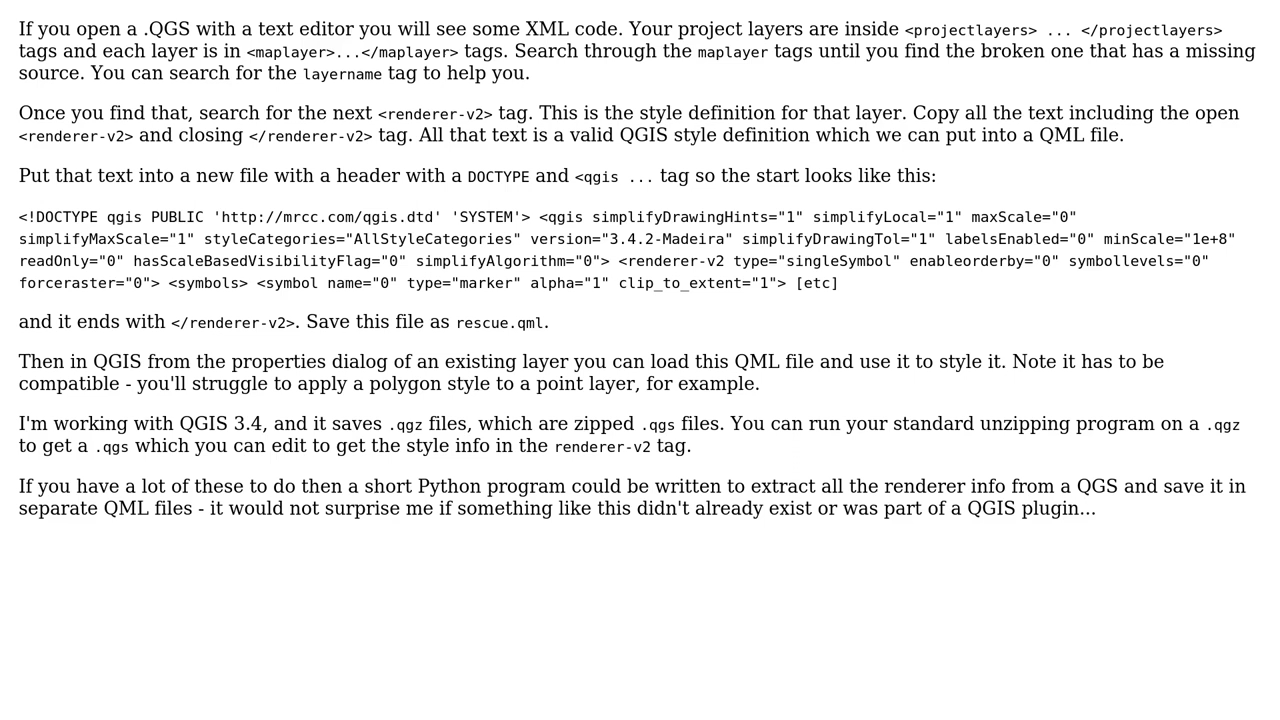 If you open a .QGS with a text editor you will see some XML code. Your project layers are inside <projectlayers> ... </projectlayers>
tags and each layer is in <maplayer>...</maplayer> tags. Search through the maplayer tags until you find the broken one that has a missing
source. You can search for the layername tag to help you.
Once you find that, search for the next <renderer-v2> tag. This is the style definition for that layer. Copy all the text including the open
<renderer-v2> and closing </renderer-v2> tag. All that text is a valid QGIS style definition which we can put into a QML file.
Put that text into a new file with a header with a DOCTYPE and <qgis ... tag so the start looks like this:
<!DOCTYPE qgis PUBLIC 'http://mrcc.com/qgis.dtd' 'SYSTEM'> <qgis simplifyDrawingHints="1" simplifyLocal="1" maxScale="0"
simplifyMaxScale="1" styleCategories="AllStyleCategories" version="3.4.2-Madeira" simplifyDrawingTol="1" labelsEnabled="0" minScale="1e+8"
readOnly="0" hasScaleBasedVisibilityFlag="0" simplifyAlgorithm="0"> <renderer-v2 type="singleSymbol" enableorderby="0" symbollevels="0"
forceraster="0"> <symbols> <symbol name="0" type="marker" alpha="1" clip_to_extent="1"> [etc]
and it ends with </renderer-v2>. Save this file as rescue.qml.
Then in QGIS from the properties dialog of an existing layer you can load this QML file and use it to style it. Note it has to be
compatible - you'll struggle to apply a polygon style to a point layer, for example.
I'm working with QGIS 3.4, and it saves .qgz files, which are zipped .qgs files. You can run your standard unzipping program on a .qgz
to get a .qgs which you can edit to get the style info in the renderer-v2 tag.
If you have a lot of these to do then a short Python program could be written to extract all the renderer info from a QGS and save it in
separate QML files - it would not surprise me if something like this didn't already exist or was part of a QGIS plugin...